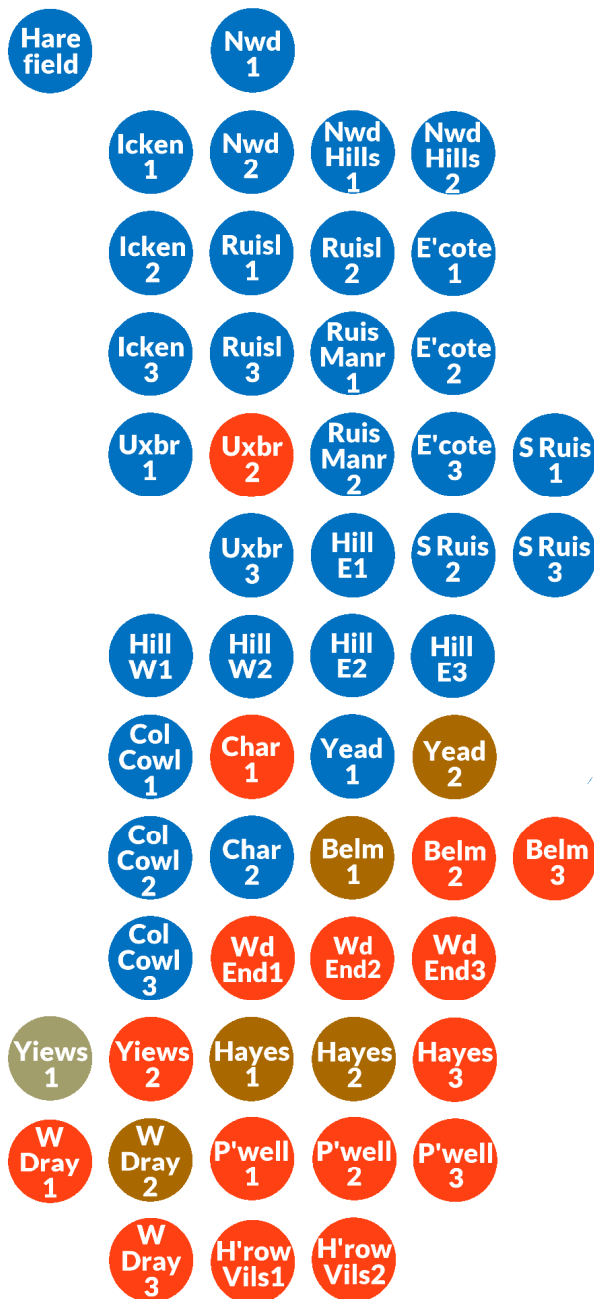 Hare
field
Nwd
1
Icken
1
Nwd
2
Nwd
Hills
1
Nwd
Hills
2
Icken
2
Ruisl
1
Ruisl
2
E'cote
1
Icken
3
Ruisl
3
Ruis
Manr
1
E'cote
2
Uxbr
1
Uxbr
2
Ruis
Manr
2
E'cote
3
S Ruis
1
Uxbr
3
Hill
E1
S Ruis
2
S Ruis
3
Hill
W1
Hill
W2
Hill
E2
Hill
E3
Col
Cowl
1
Char
1
Yead
1
Yead
2
Col
Cowl
2
Char
2
Belm
1
Belm
2
Belm
3
Col
Cowl
3
Wd
End1
Wd
End2
Wd
End3
Yiews
1
Yiews
2
Hayes
1
Hayes
2
Hayes
3
W
Dray
1
W
Dray
2
P'well
1
P'well
2
P'well
3
W
Dray
3
H'row
Vils1
H'row
Vils2